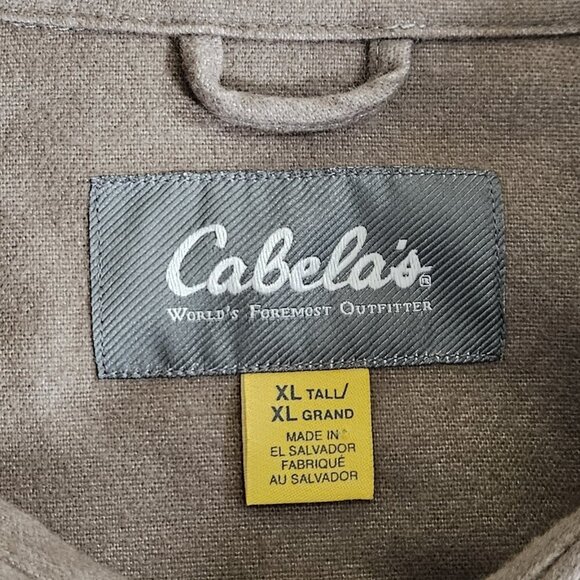 Cabela's®
World's Foremost Outfitter
XL TALL/
XL GRAND
MADE IN
EL SALVADOR
FABRIQUÉ
AU SALVADOR